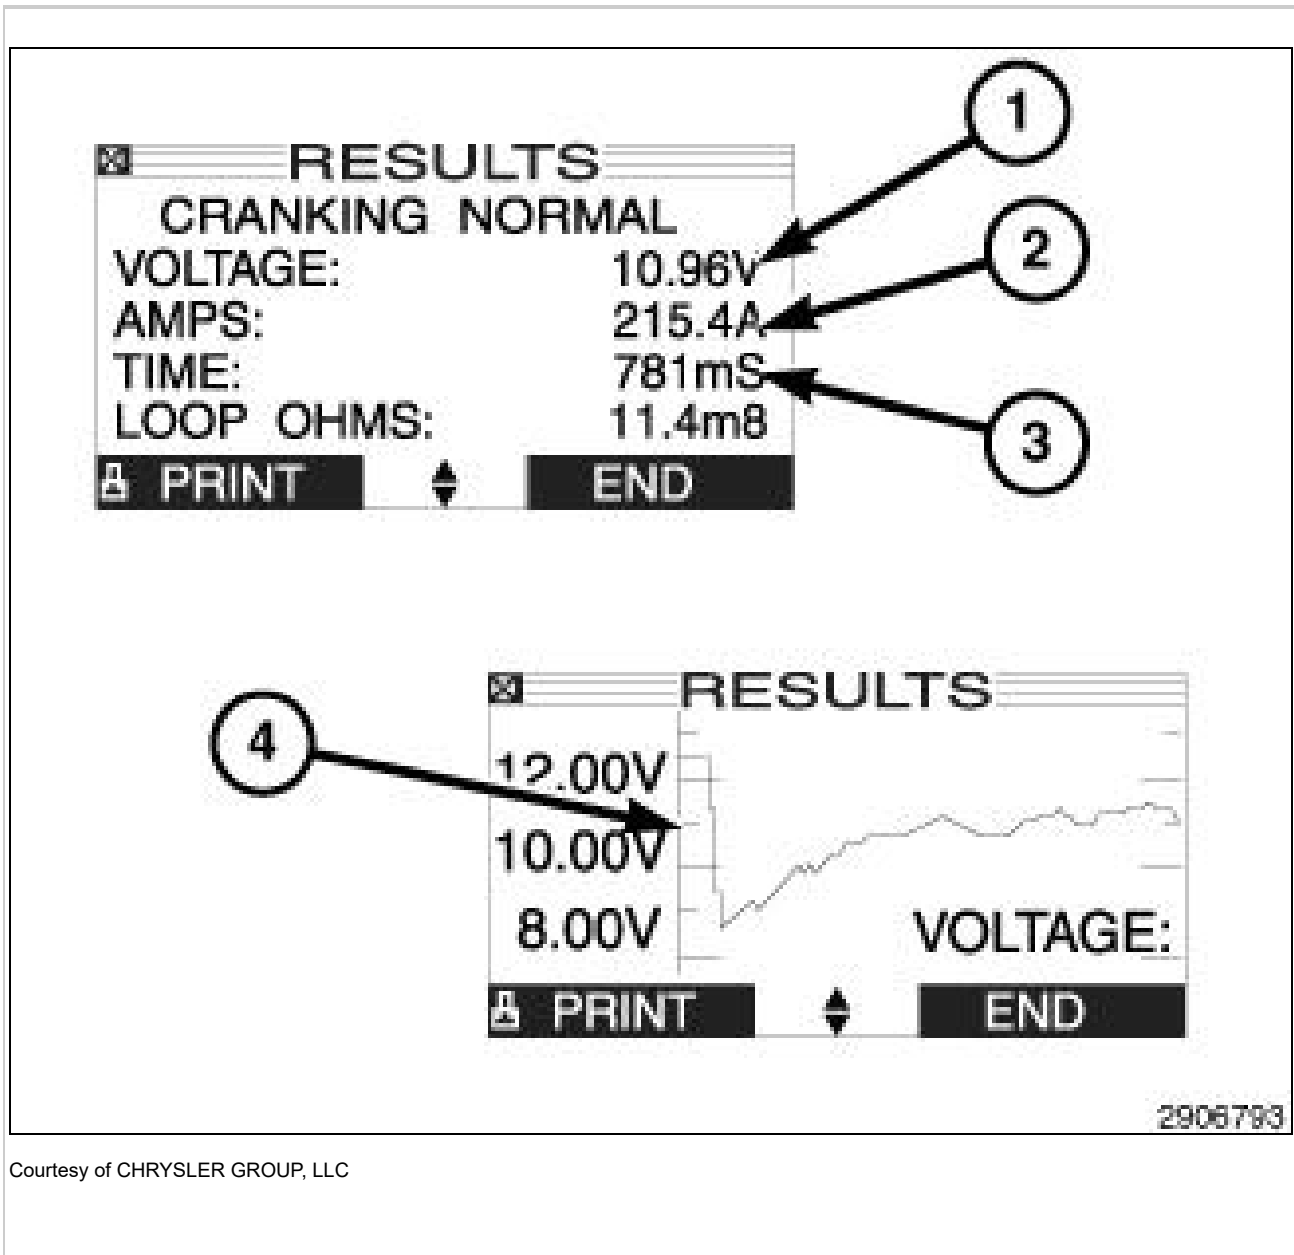 1
RESULTS
CRANKING NORMAL
VOLTAGE: 10.96V
2
AMPS: 215.4A
TIME: 781mS
3
LOOP OHMS: 11.4m8
PRINT END
RESULTS
4
12.00V
10.00V
8.00V VOLTAGE:
PRINT END
2906793
Courtesy of CHRYSLER GROUP, LLC